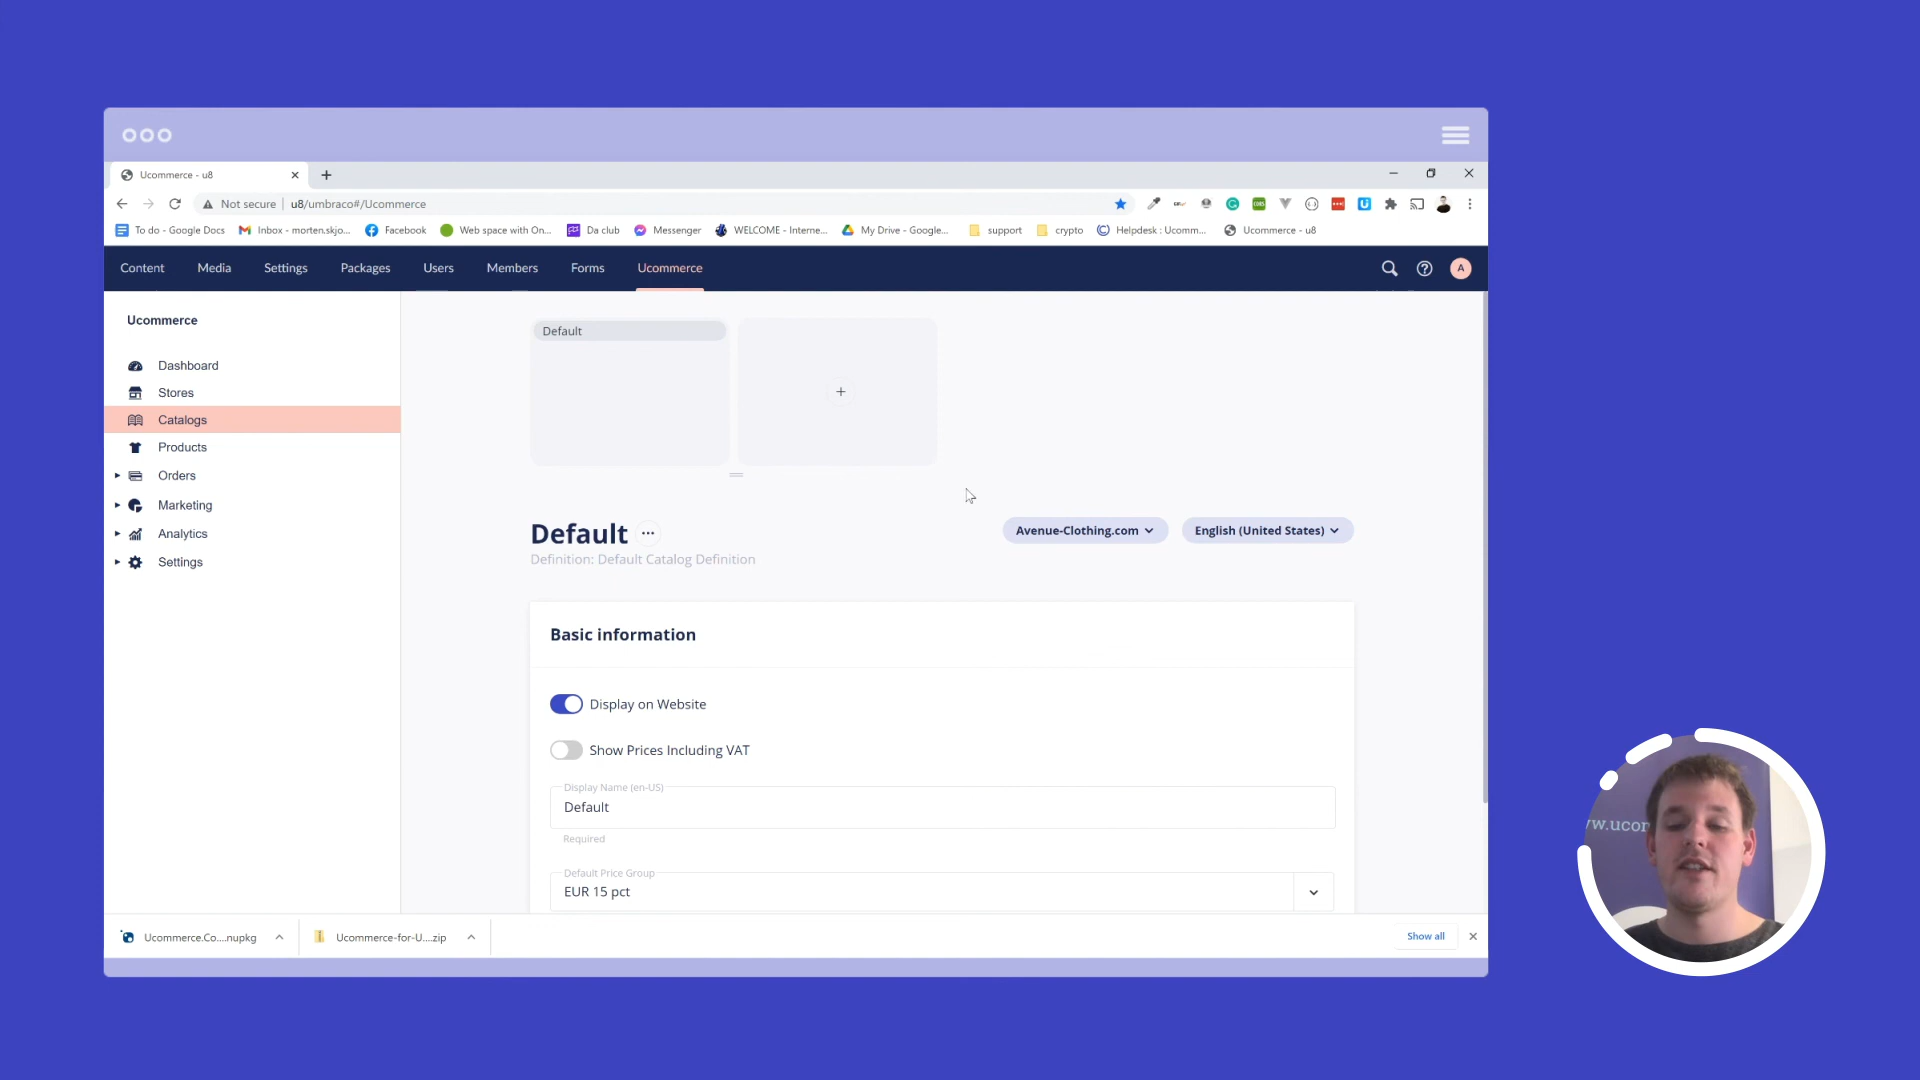 Ucommerce - u8
Not secure
u8/umbraco#/Ucommerce
To do - Google Docs
Inbox - morten.skjo...
Facebook
Web space with On...
Da club
Messenger
WELCOME - Interne...
My Drive - Google...
support
crypto
Helpdesk : Ucomm...
Ucommerce - u8
Content
Media
Settings
Packages
Users
Members
Forms
Ucommerce
A
Ucommerce
Dashboard
Stores
Catalogs
Products
Orders
Marketing
Analytics
Settings
Default
+
Default
...
Avenue-Clothing.com
English (United States)
Definition: Default Catalog Definition
Basic information
Display on Website
Show Prices Including VAT
Display Name (en-US)
Default
Required
Default Price Group
EUR 15 pct
Ucommerce.Co....nupkg
Ucommerce-for-U....zip
Show all